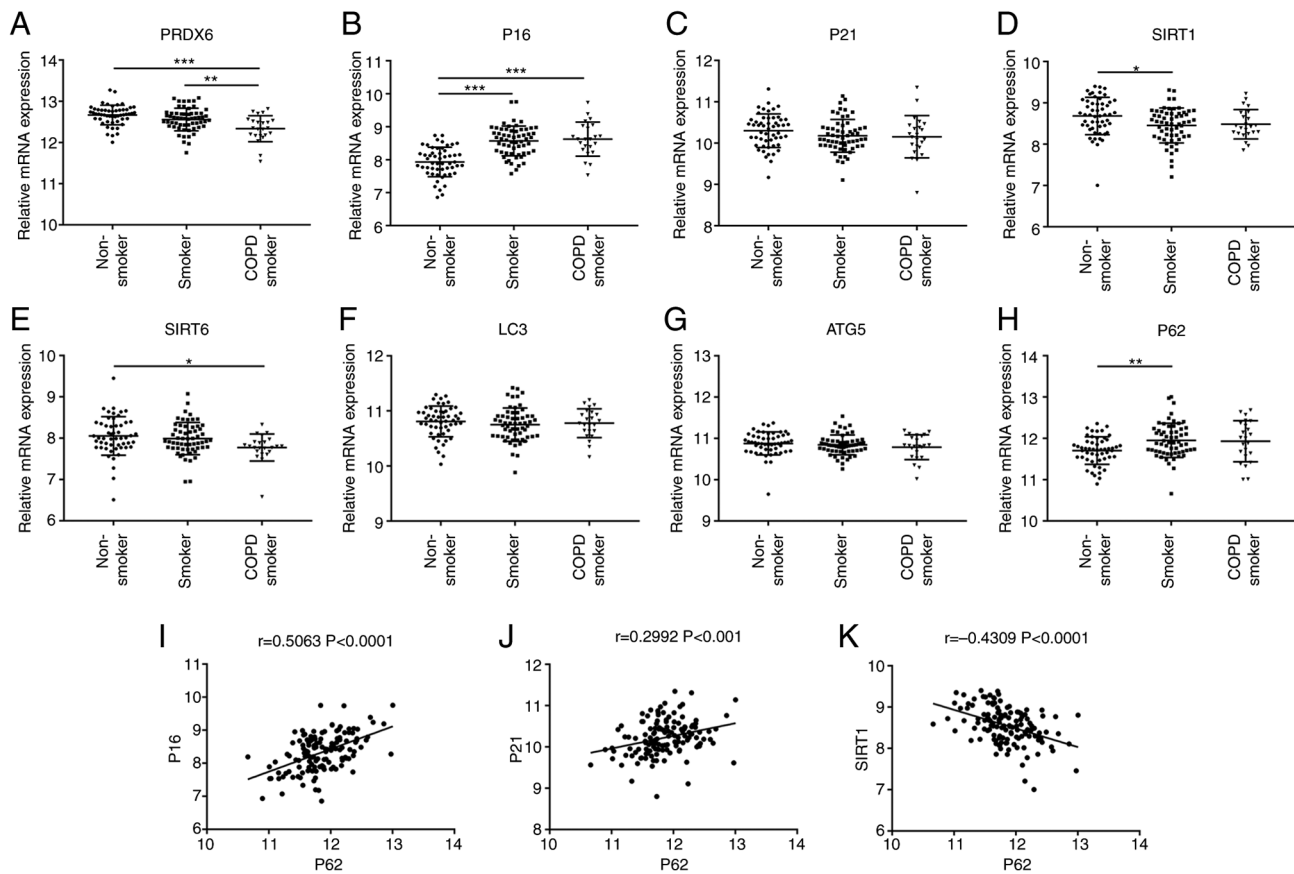 A
PRDX6
Relative mRNA expression
14
13
12
11
10
***
**
Non-
smoker
Smoker
COPD
smoker
B
P16
Relative mRNA expression
11
10
9
8
7
6
***
***
Non-
smoker
Smoker
COPD
smoker
C
P21
Relative mRNA expression
12
11
10
9
8
Non-
smoker
Smoker
COPD
smoker
D
SIRT1
Relative mRNA expression
10
9
8
7
6
*
Non-
smoker
Smoker
COPD
smoker
E
SIRT6
Relative mRNA expression
10
9
8
7
6
*
Non-
smoker
Smoker
COPD
smoker
F
LC3
Relative mRNA expression
12
11
10
9
Non-
smoker
Smoker
COPD
smoker
G
ATG5
Relative mRNA expression
13
12
11
10
9
Non-
smoker
Smoker
COPD
smoker
H
P62
Relative mRNA expression
14
13
12
11
10
**
Non-
smoker
Smoker
COPD
smoker
I
r=0.5063 P<0.0001
P16
11
10
9
8
7
6
10 11 12 13 14
P62
J
r=0.2992 P<0.001
P21
12
11
10
9
8
10 11 12 13 14
P62
K
r=–0.4309 P<0.0001
SIRT1
10
9
8
7
6
10 11 12 13 14
P62